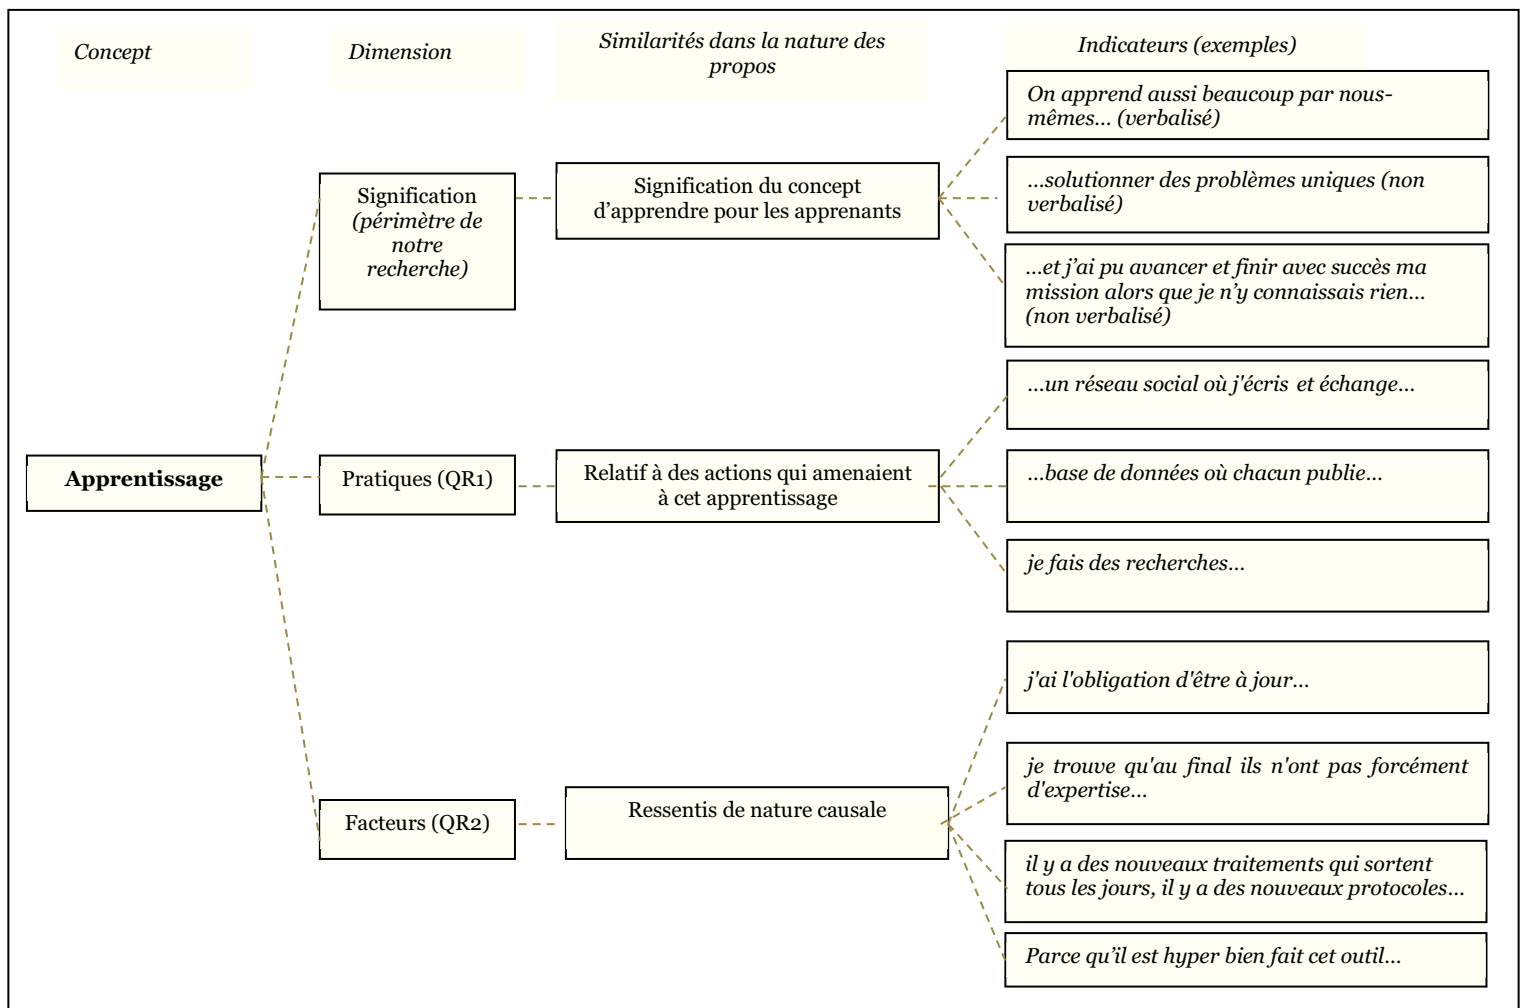 Concept
Dimension
Similarités dans la nature des
propos
Indicateurs (exemples)
On apprend aussi beaucoup par nous-
mêmes... (verbalisé)
Signification
(périmètre de
notre
recherche)
Signification du concept
d’apprendre pour les apprenants
...solutionner des problèmes uniques (non
verbalisé)
...et j’ai pu avancer et finir avec succès ma
mission alors que je n’y connaissais rien...
(non verbalisé)
...un réseau social où j'écris et échange...
Apprentissage
Pratiques (QR1)
Relatif à des actions qui amenaient
à cet apprentissage
...base de données où chacun publie...
je fais des recherches...
j'ai l'obligation d'être à jour...
je trouve qu'au final ils n'ont pas forcément
d'expertise...
Facteurs (QR2)
Ressentis de nature causale
il y a des nouveaux traitements qui sortent
tous les jours, il y a des nouveaux protocoles...
Parce qu’il est hyper bien fait cet outil...